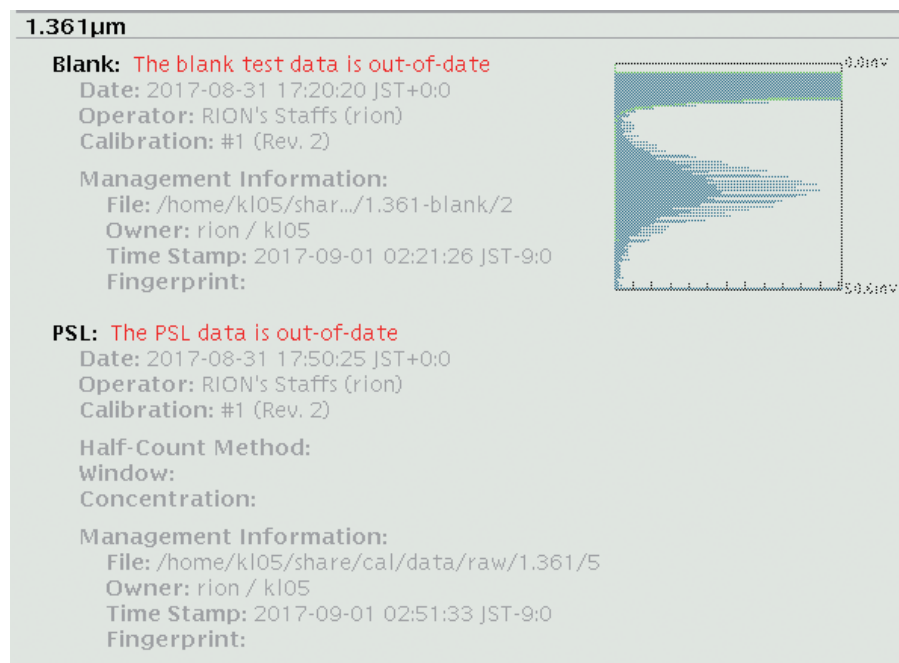 1.361µm
Blank: The blank test data is out-of-date
Date: 2017-08-31 17:20:20 JST+0:0
Operator: RION's Staffs (rion)
Calibration: #1 (Rev. 2)
Management Information:
File: /home/kl05/shar.../1.361-blank/2
Owner: rion / kl05
Time Stamp: 2017-09-01 02:21:26 JST-9:0
Fingerprint:
0.0mV
50.6mV
PSL: The PSL data is out-of-date
Date: 2017-08-31 17:50:25 JST+0:0
Operator: RION's Staffs (rion)
Calibration: #1 (Rev. 2)
Half-Count Method:
Window:
Concentration:
Management Information:
File: /home/kl05/share/cal/data/raw/1.361/5
Owner: rion / kl05
Time Stamp: 2017-09-01 02:51:33 JST-9:0
Fingerprint: